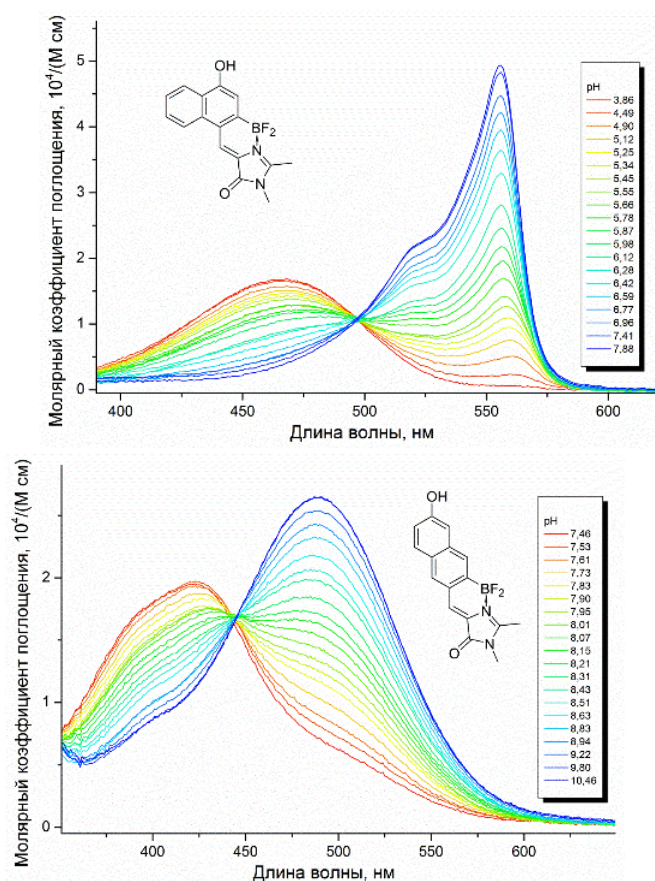 Молярный коэффициент поглощения, 10⁴/(М см)
5
4
3
2
1
0
400 450 500 550 600
Длина волны, нм
OH
BF₂
N
N
O
pH
3,86
4,49
4,90
5,12
5,25
5,34
5,45
5,55
5,66
5,78
5,87
5,98
6,12
6,28
6,42
6,59
6,77
6,96
7,41
7,88
Молярный коэффициент поглощения, 10⁴/(М см)
2
1
0
400 450 500 550 600
Длина волны, нм
OH
BF₂
N
N
O
pH
7,46
7,53
7,61
7,73
7,83
7,90
7,95
8,01
8,07
8,15
8,21
8,31
8,43
8,51
8,63
8,83
8,94
9,22
9,80
10,46